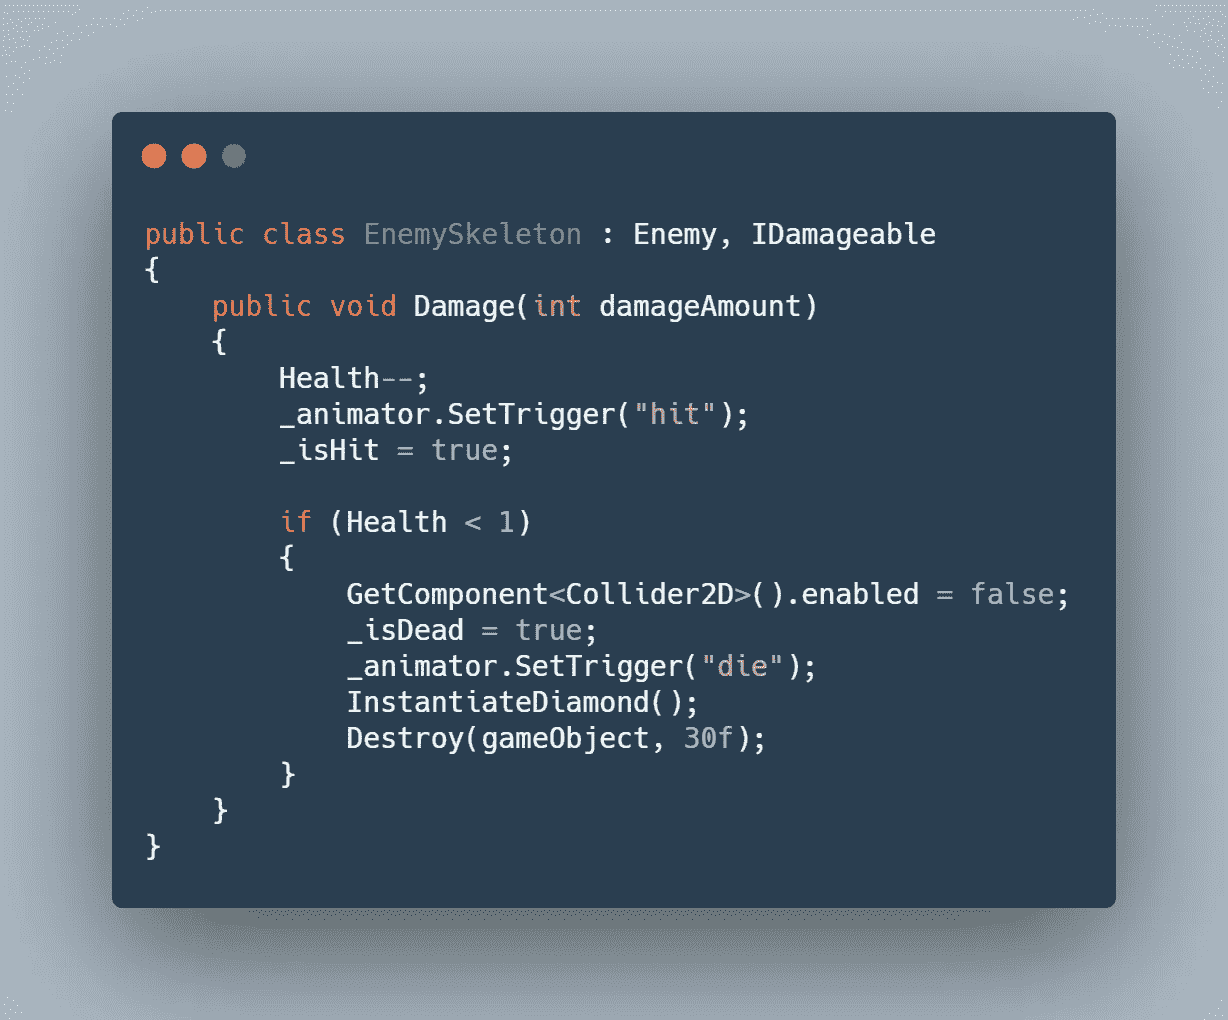 public class EnemySkeleton : Enemy, IDamageable
{
    public void Damage(int damageAmount)
    {
        Health--;
        _animator.SetTrigger("hit");
        _isHit = true;

        if (Health < 1)
        {
            GetComponent<Collider2D>().enabled = false;
            _isDead = true;
            _animator.SetTrigger("die");
            InstantiateDiamond();
            Destroy(gameObject, 30f);
        }
    }
}